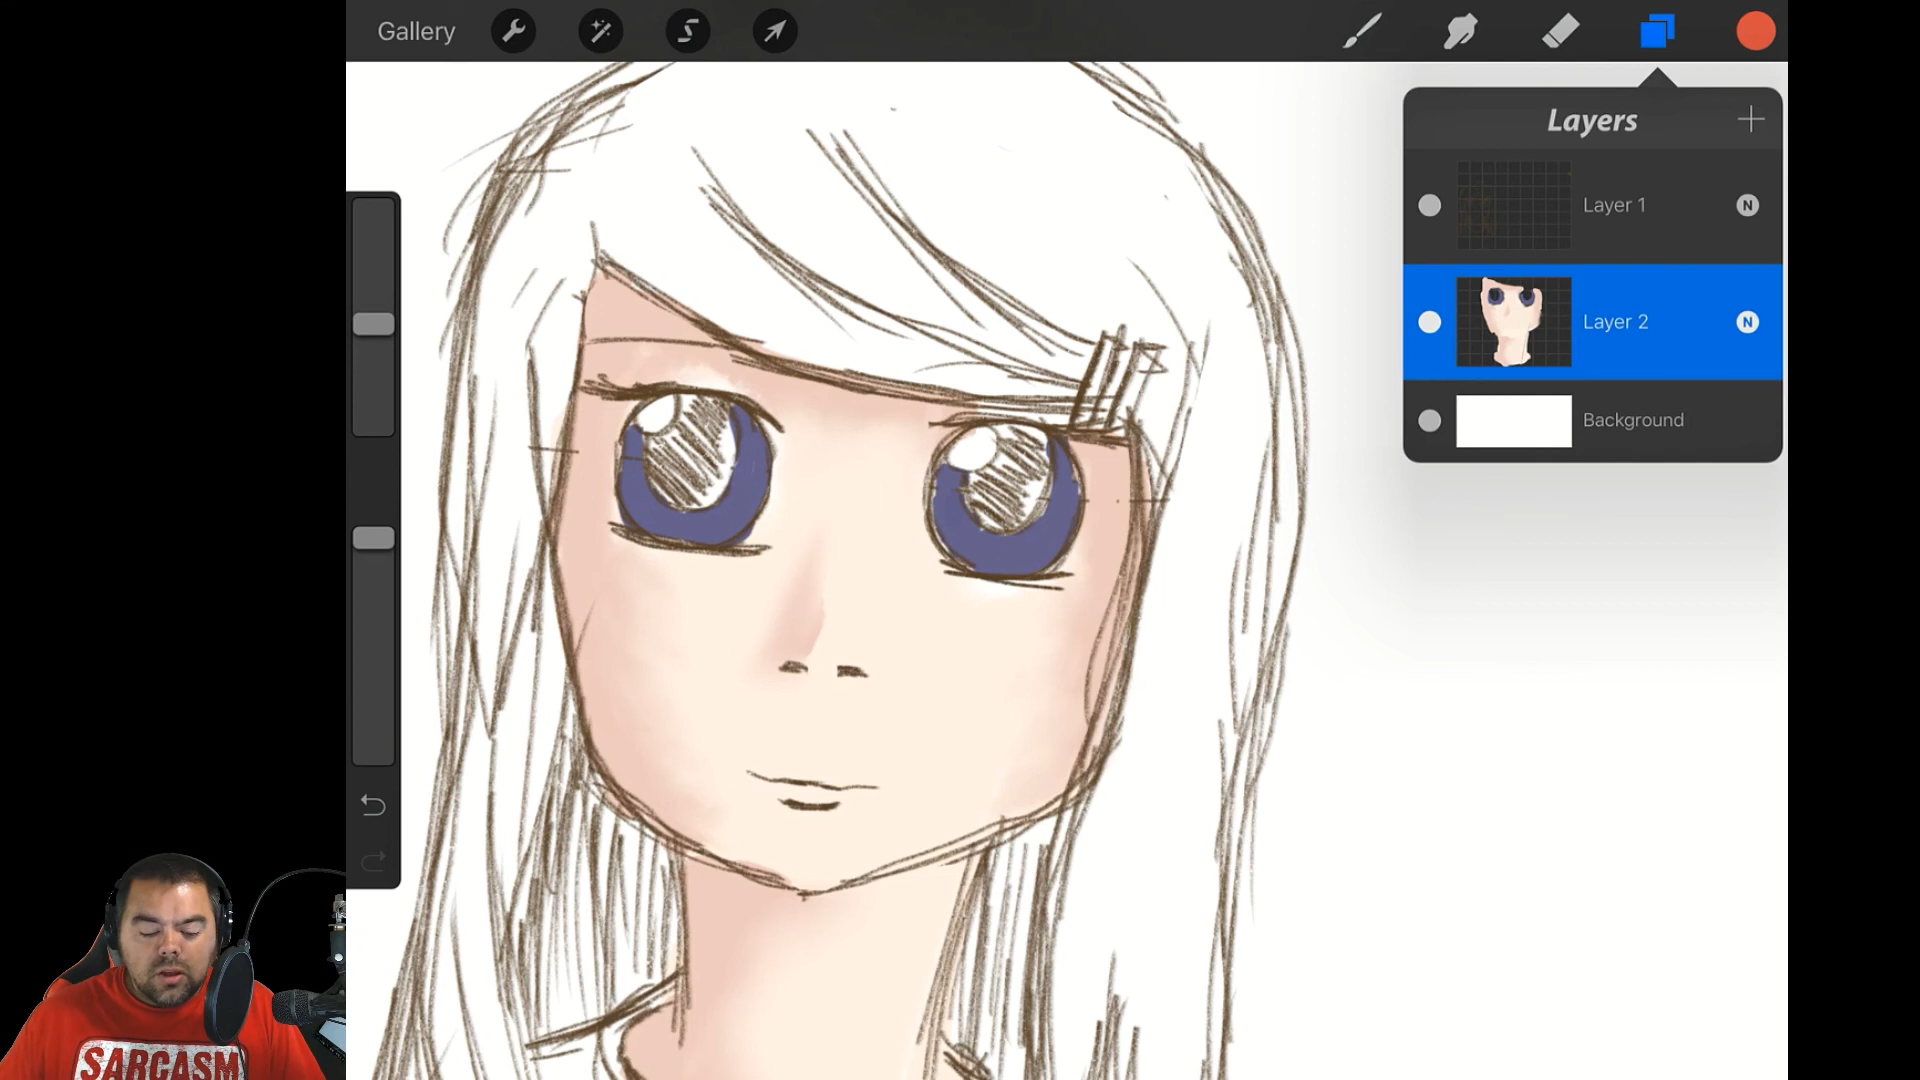 Gallery
Layers
Layer 1
N
Layer 2
N
Background
SARCASM